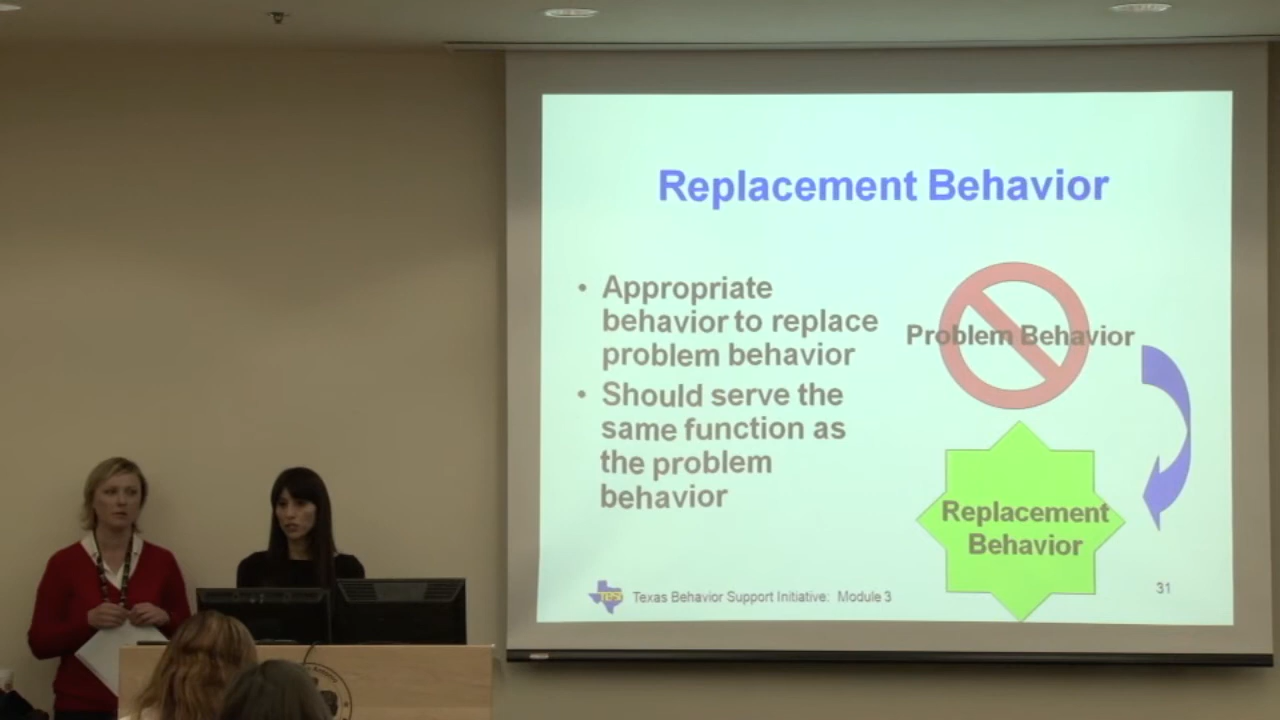 Replacement Behavior
• Appropriate
behavior to replace
problem behavior
• Should serve the
same function as
the problem
behavior
Problem Behavior
Replacement
Behavior
Texas Behavior Support Initiative: Module 3
31